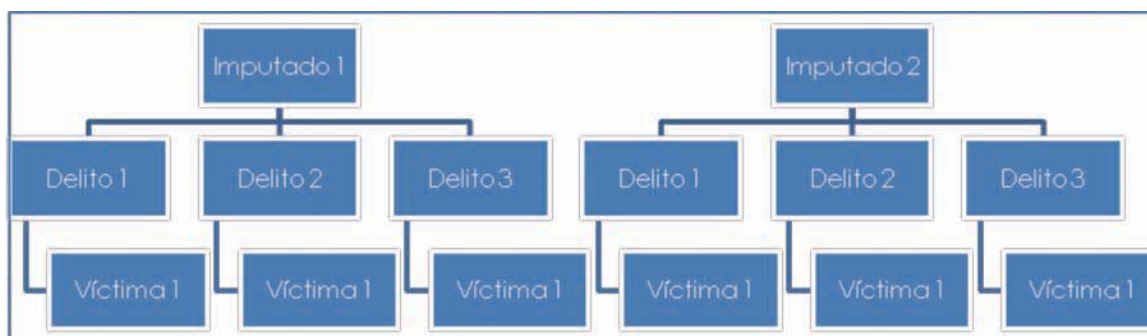 Imputado 1
Imputado 2
Delito 1
Delito 2
Delito 3
Delito 1
Delito 2
Delito 3
Víctima 1
Víctima 1
Víctima 1
Víctima 1
Víctima 1
Víctima 1